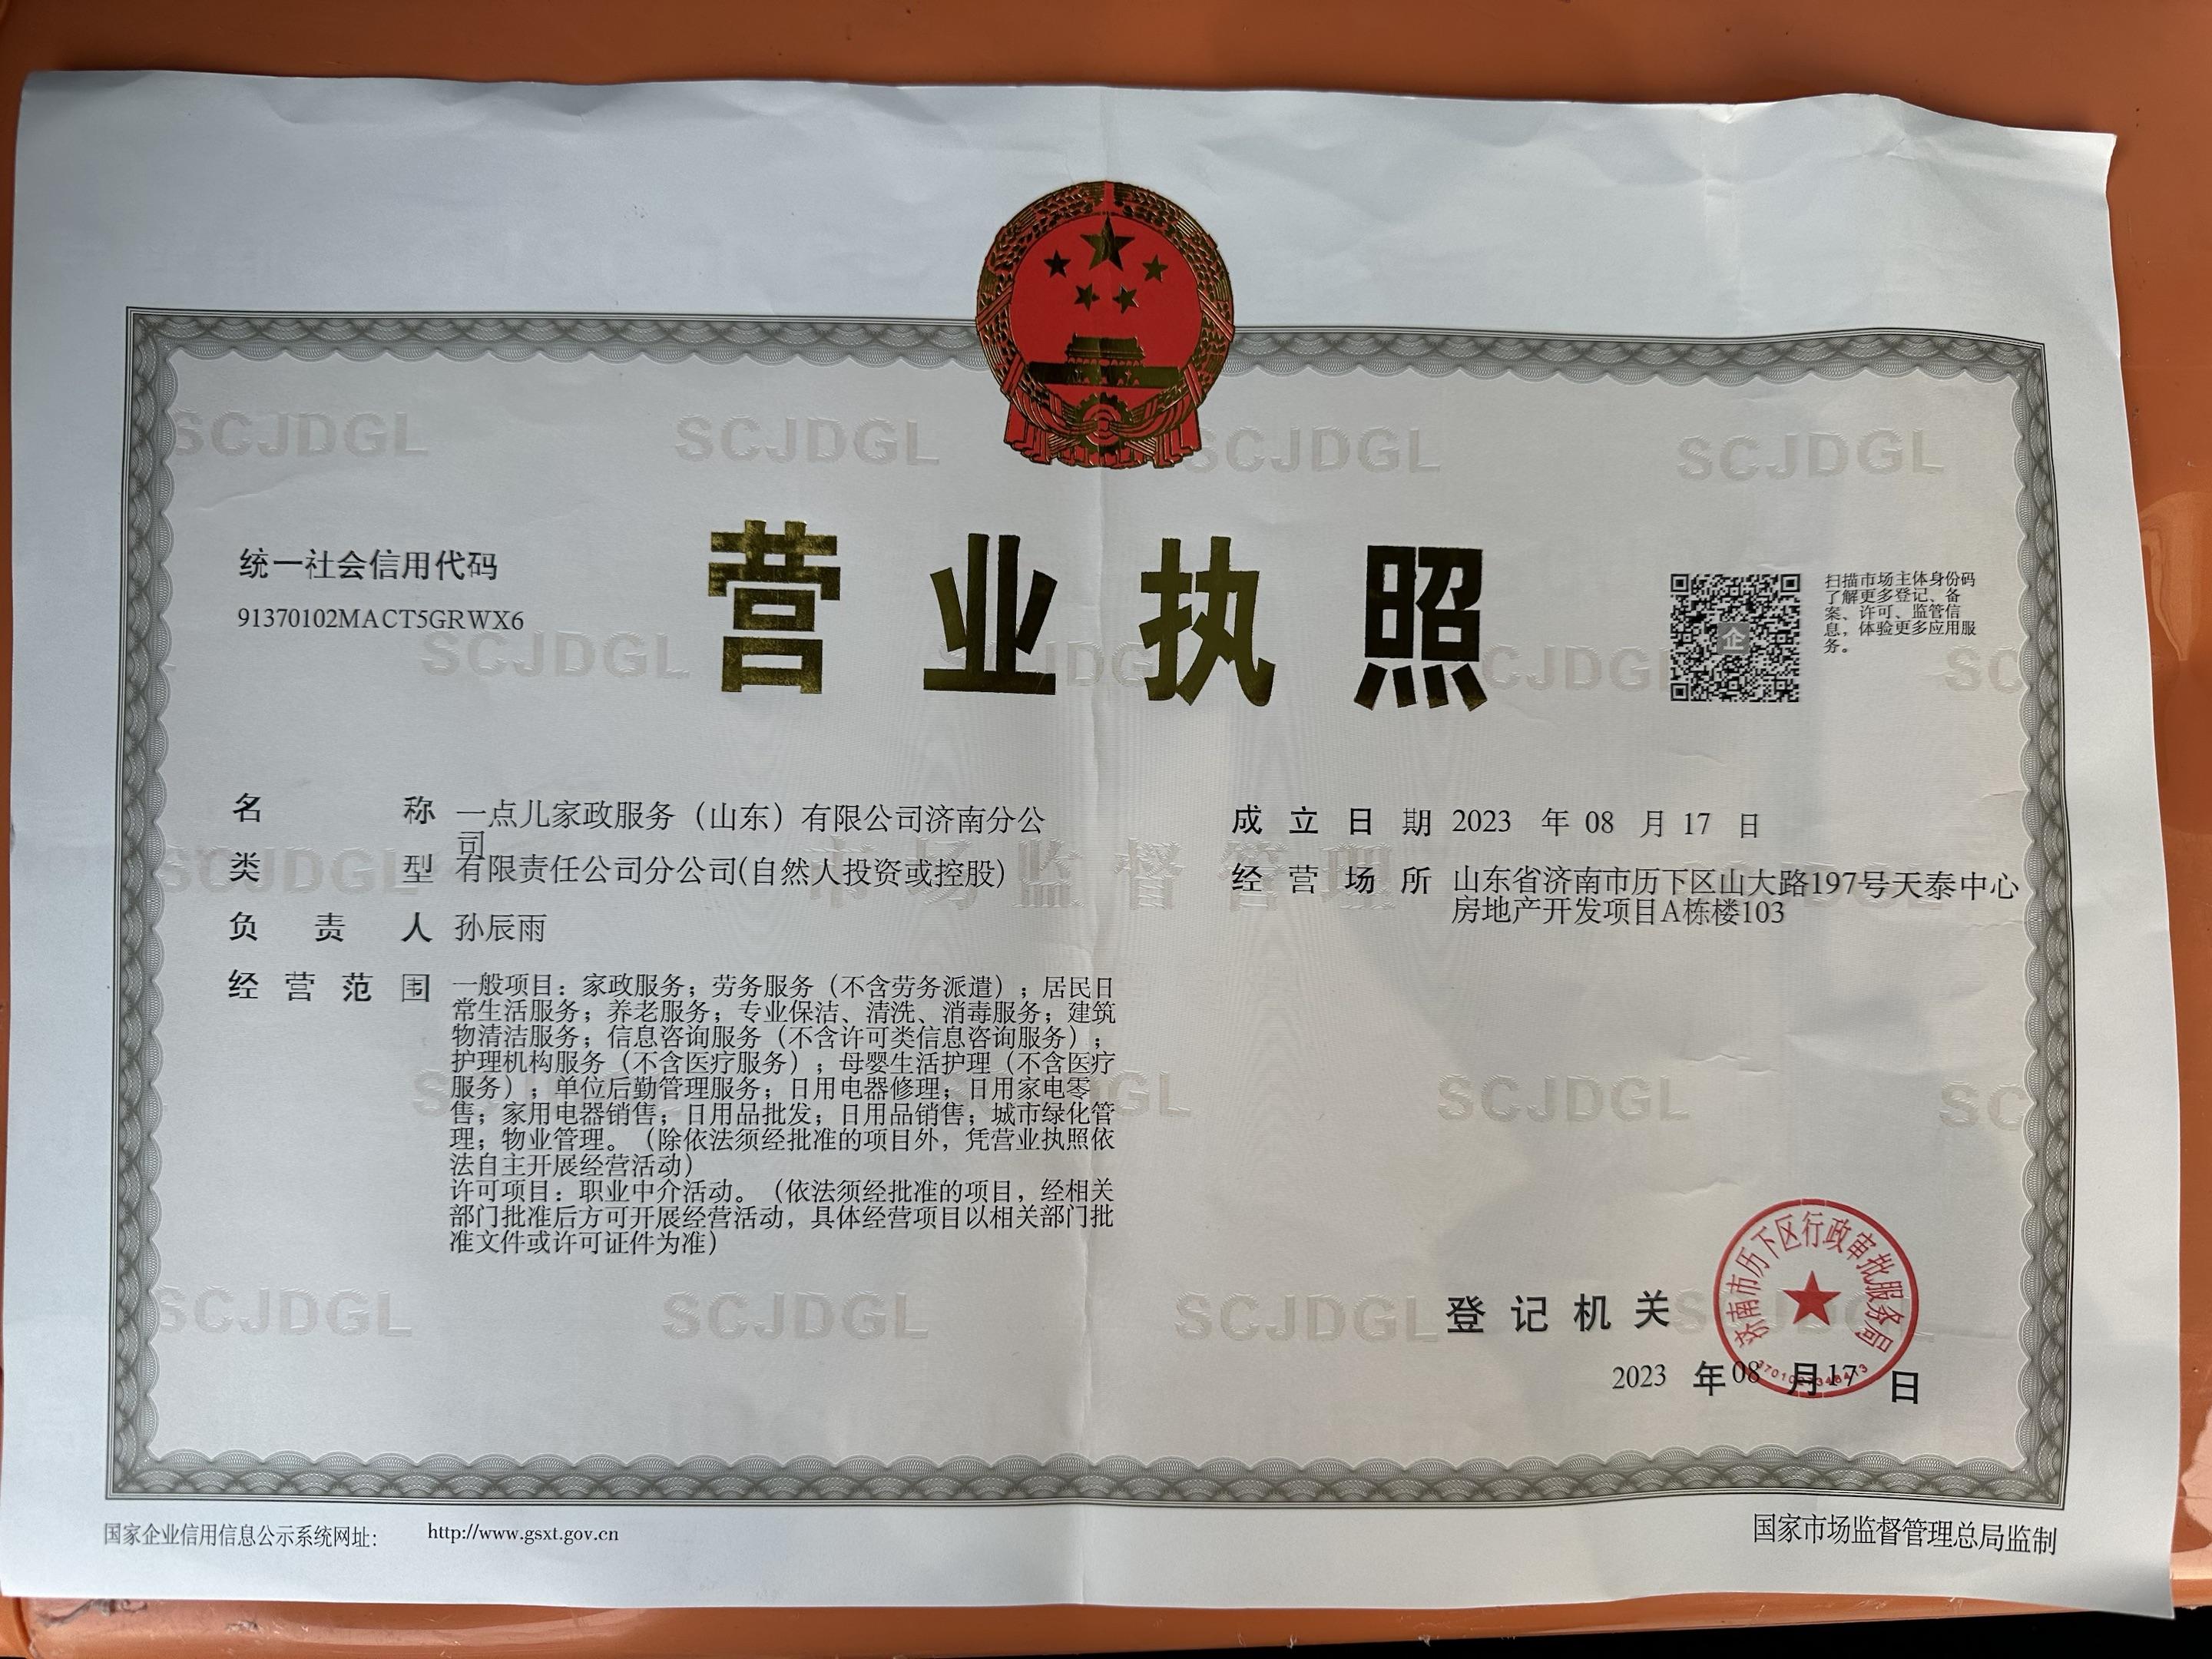 SCJDGL SCJDGL SCJDGL SCJDGL
营业执照
统一社会信用代码
91370102MACT5GRWX6
扫描市场主体身份码
了解更多登记、备
案、许可、监管信
息，体验更多应用服
务。
企
名称 一点儿家政服务（山东）有限公司济南分公
司
类型 有限责任公司分公司(自然人投资或控股)
负责人 孙辰雨
经营范围 一般项目：家政服务；劳务服务（不含劳务派遣）；居民日
常生活服务；养老服务；专业保洁、清洗、消毒服务；建筑
物清洁服务；信息咨询服务（不含许可类信息咨询服务）；
护理机构服务（不含医疗服务）；母婴生活护理（不含医疗
服务）；单位后勤管理服务；日用电器修理；日用家电零
售；家用电器销售；日用品批发；日用品销售；城市绿化管
理；物业管理。（除依法须经批准的项目外，凭营业执照依
法自主开展经营活动）
许可项目：职业中介活动。（依法须经批准的项目，经相关
部门批准后方可开展经营活动，具体经营项目以相关部门批
准文件或许可证件为准）
成立日期 2023 年 08 月 17 日
经营场所 山东省济南市历下区山大路197号天泰中心
房地产开发项目A栋楼103
市场监督管理
SCJDGL SCJDGL SCJDGL
登记机关
济南市历下区行政审批服务局
2023 年 08 月 17 日
国家企业信用信息公示系统网址： http://www.gsxt.gov.cn
国家市场监督管理总局监制